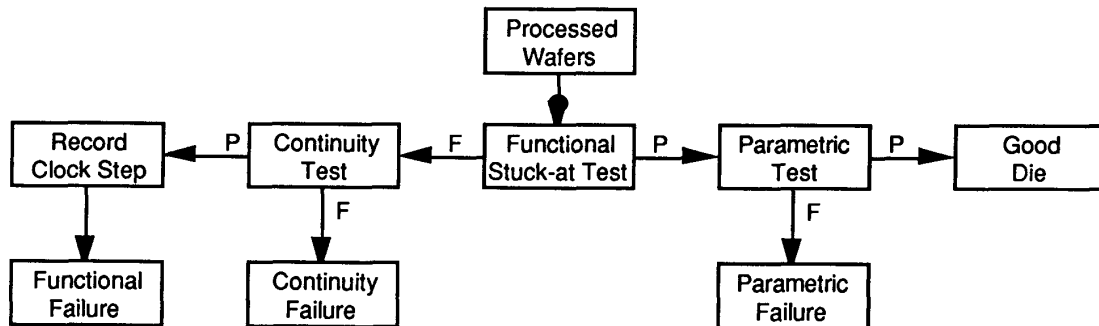 Processed
Wafers
Record
Clock Step
P
Continuity
Test
F
Functional
Stuck-at Test
P
Parametric
Test
P
Good
Die
F
F
Functional
Failure
Continuity
Failure
Parametric
Failure